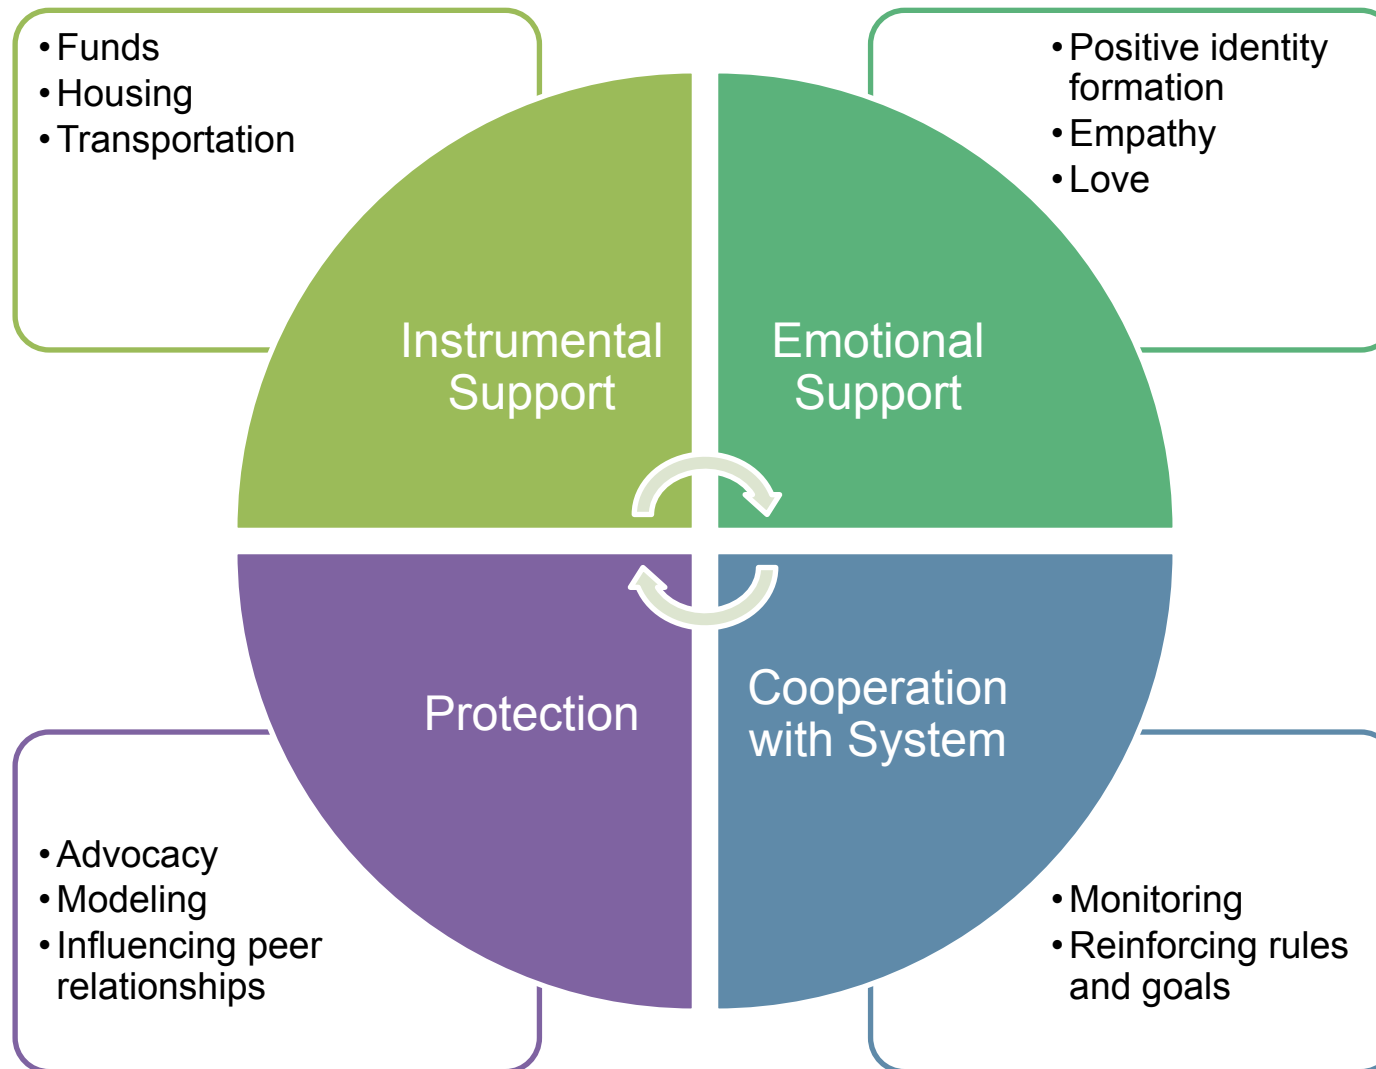 • Funds
• Housing
• Transportation
• Positive identity
formation
• Empathy
• Love
Instrumental
Support
Emotional
Support
Protection
Cooperation
with System
• Advocacy
• Modeling
• Influencing peer
relationships
• Monitoring
• Reinforcing rules
and goals